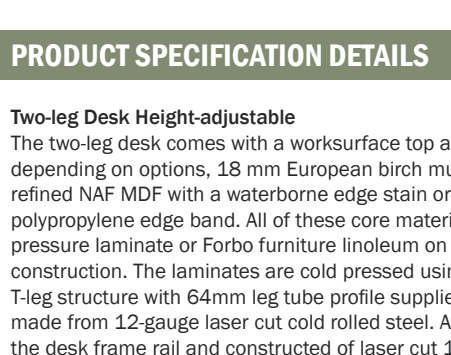 PRODUCT SPECIFICATION DETAILS
Two-leg Desk Height-adjustable
The two-leg desk comes with a worksurface top a
depending on options, 18 mm European birch mu
refined NAF MDF with a waterborne edge stain or
polypropylene edge band. All of these core materi
pressure laminate or Forbo furniture linoleum on
construction. The laminates are cold pressed usin
T-leg structure with 64mm leg tube profile supplie
made from 12-gauge laser cut cold rolled steel. A
the desk frame rail and constructed of laser cut 1